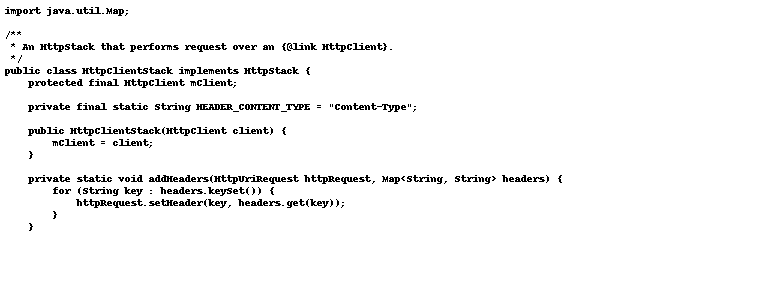 import java.util.Map;

/**
 * An HttpStack that performs request over an {@link HttpClient}.
 */
public class HttpClientStack implements HttpStack {
    protected final HttpClient mClient;

    private final static String HEADER_CONTENT_TYPE = "Content-Type";

    public HttpClientStack(HttpClient client) {
        mClient = client;
    }

    private static void addHeaders(HttpUriRequest httpRequest, Map<String, String> headers) {
        for (String key : headers.keySet()) {
            httpRequest.setHeader(key, headers.get(key));
        }
    }